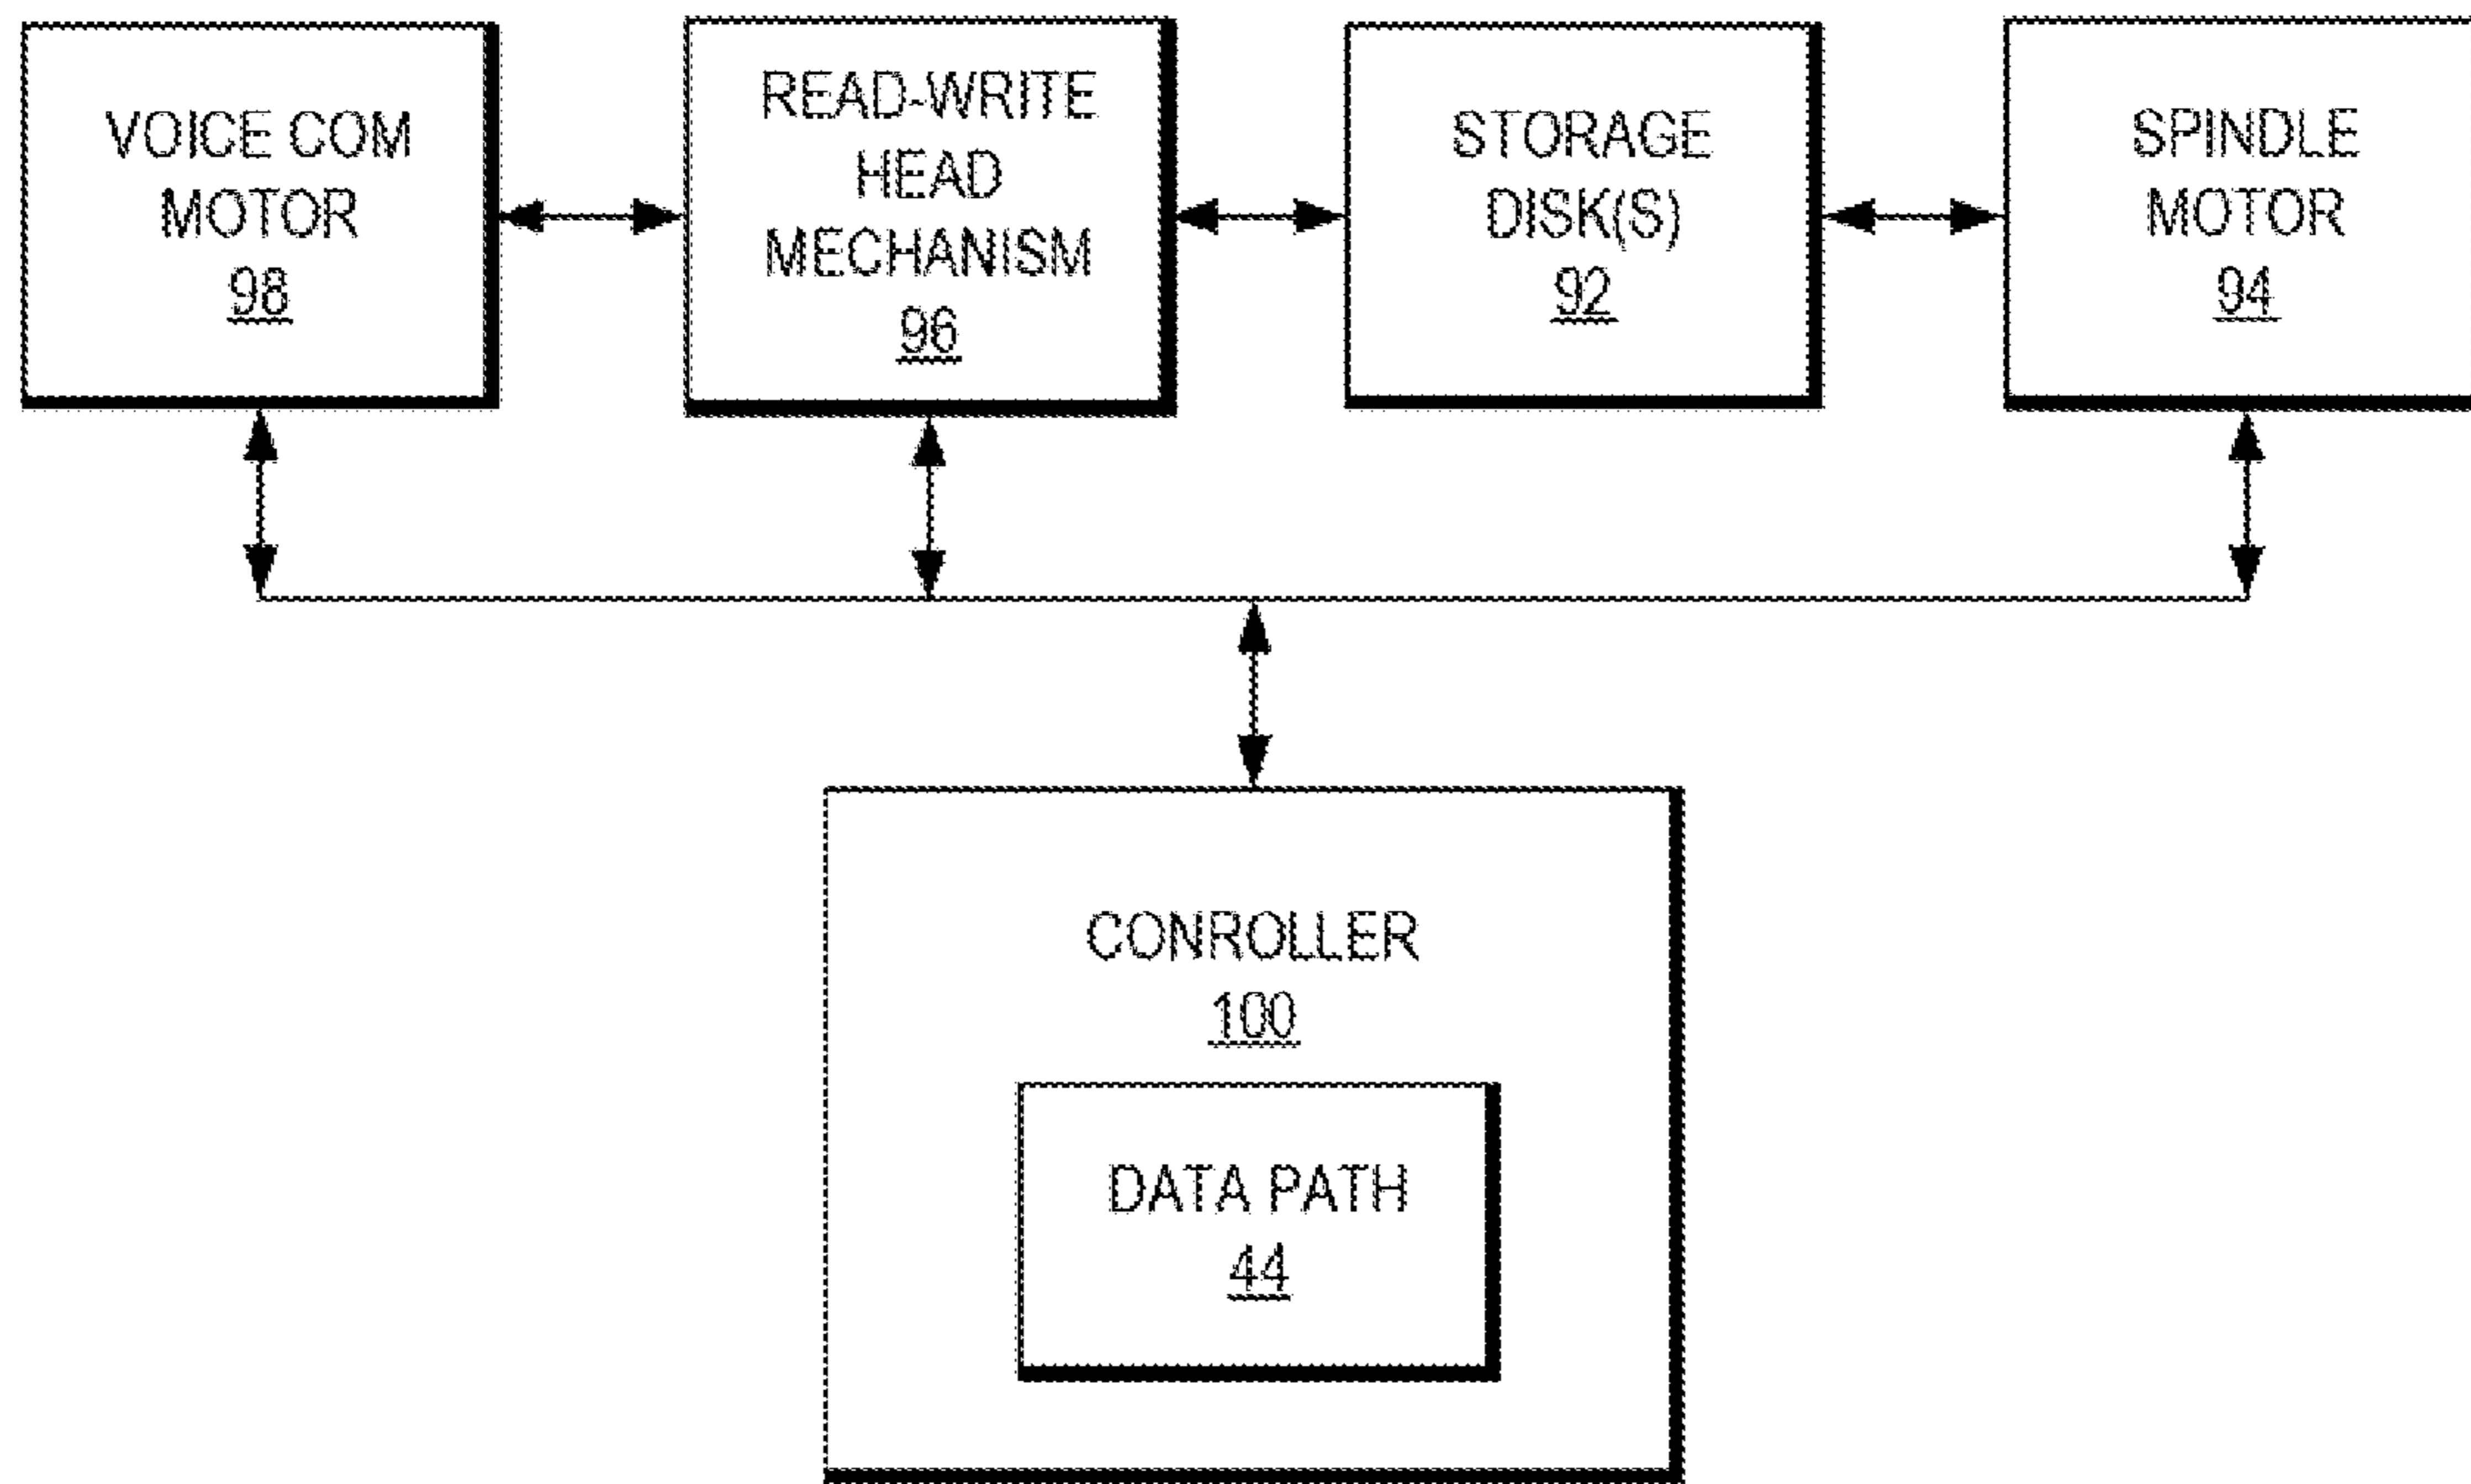 VOICE COM
MOTOR
98
READ-WRITE
HEAD
MECHANISM
96
STORAGE
DISK(S)
92
SPINDLE
MOTOR
94
CONROLLER
100
DATA PATH
44